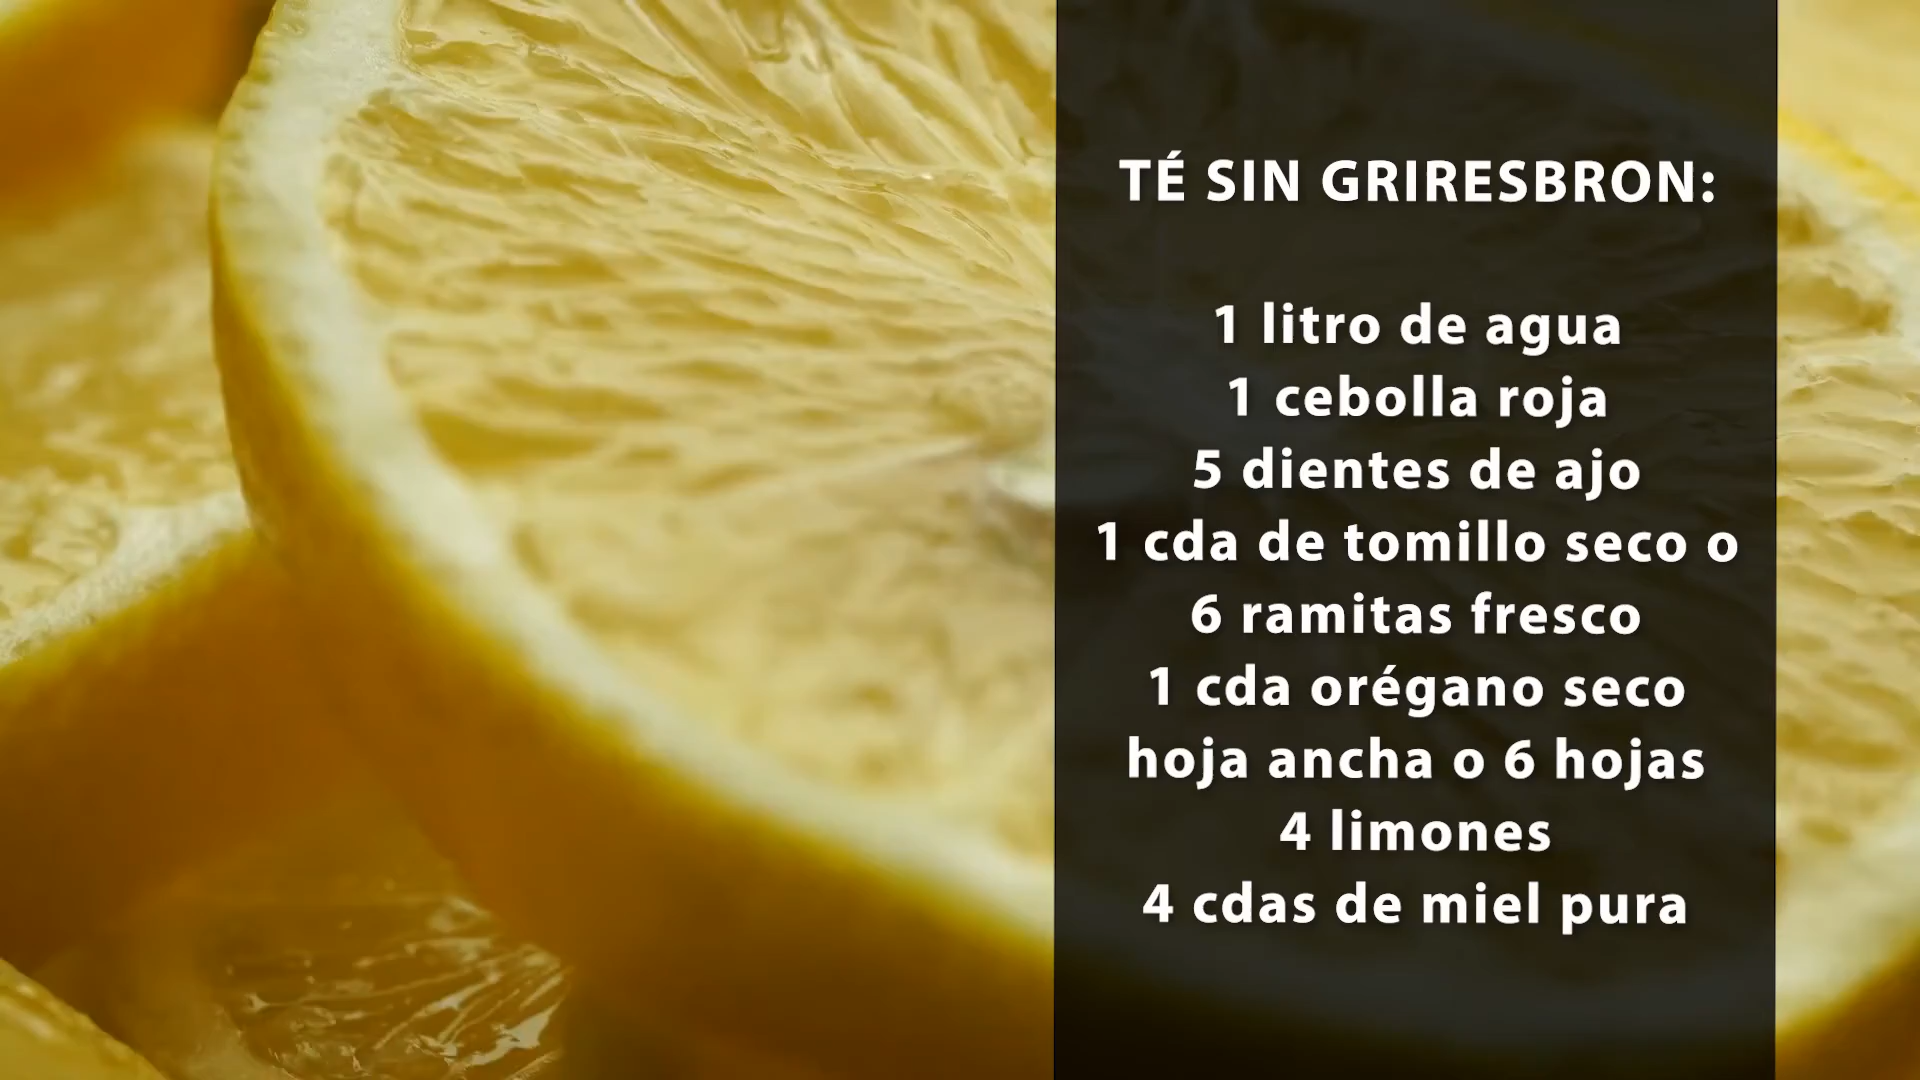 TÉ SIN GRIRESBRON:
1 litro de agua
1 cebolla roja
5 dientes de ajo
1 cda de tomillo seco o
6 ramitas fresco
1 cda orégano seco
hoja ancha o 6 hojas
4 limones
4 cdas de miel pura